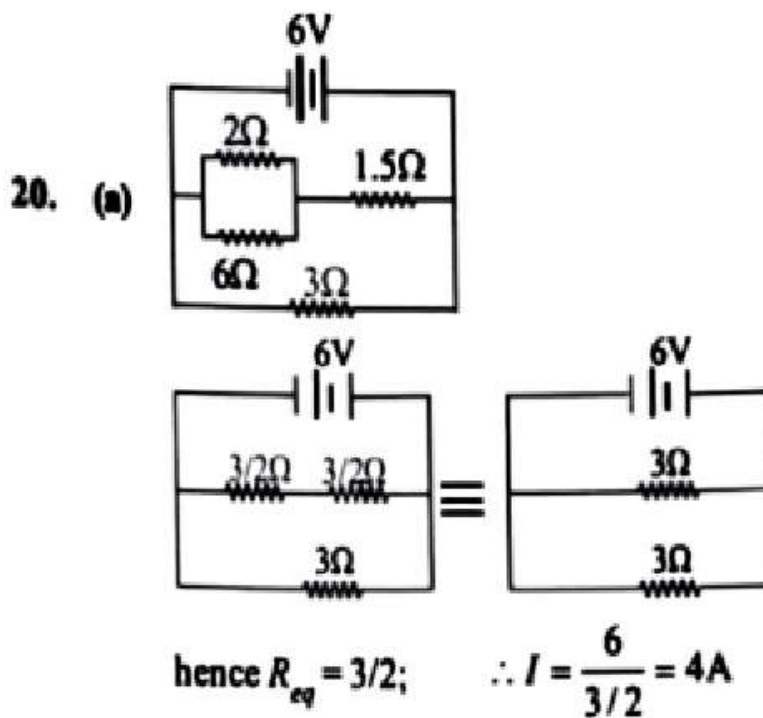 6V
2Ω
1.5Ω
20. (a)
6Ω
3Ω
6V 6V
3/2Ω 3/2Ω 3Ω
≡
3Ω 3Ω
hence R_eq = 3/2; ∴ I = 6 / 3/2 = 4A